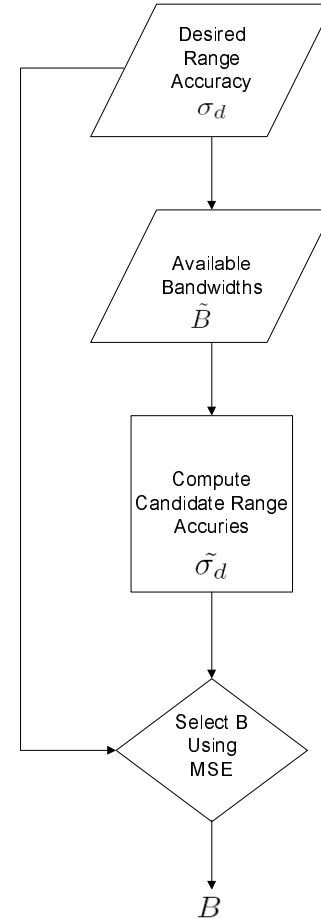 Desired
Range
Accuracy
σ_d
Available
Bandwidths
B̃
Compute
Candidate Range
Accuries
σ̃_d
Select B
Using
MSE
B